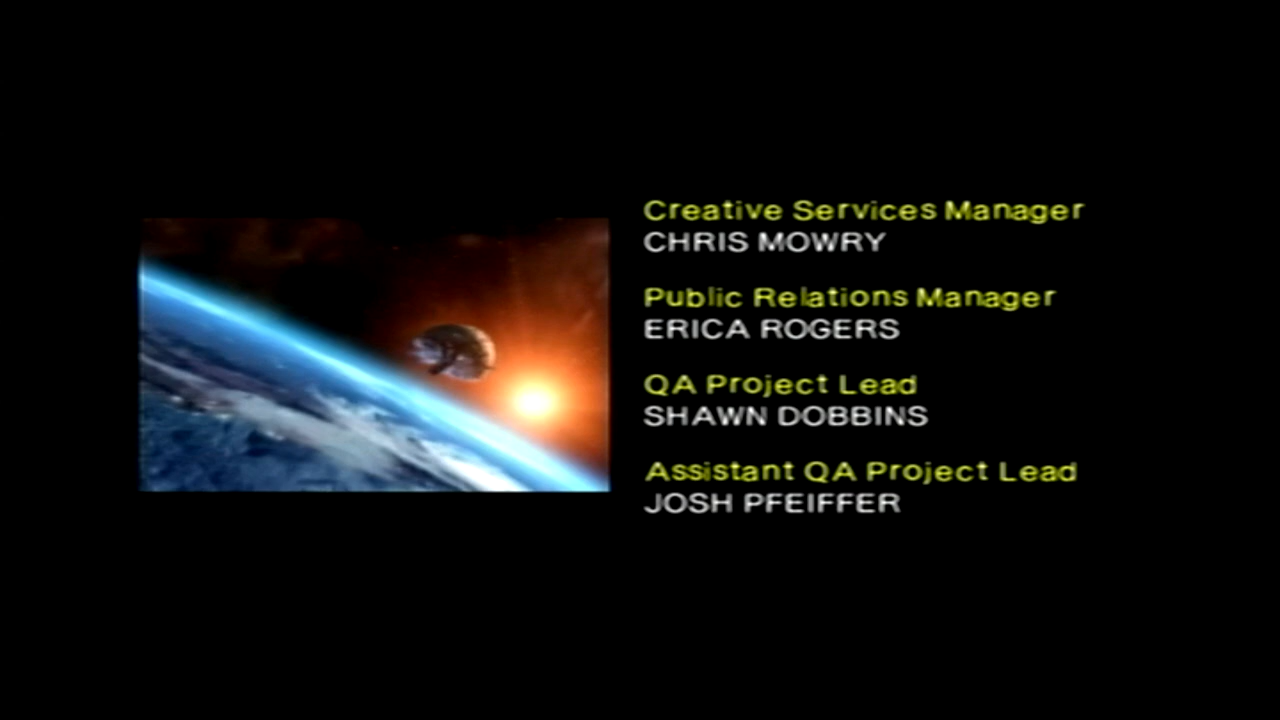 Creative Services Manager
CHRIS MOWRY
Public Relations Manager
ERICA ROGERS
QA Project Lead
SHAWN DOBBINS
Assistant QA Project Lead
JOSH PFEIFFER